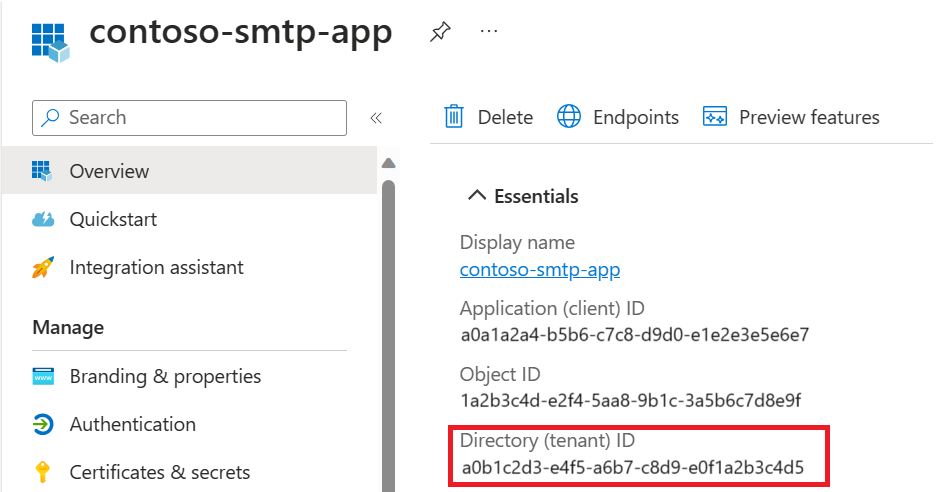 contoso-smtp-app
...
Search
Overview
Quickstart
Integration assistant
Manage
Branding & properties
Authentication
Certificates & secrets
Delete
Endpoints
Preview features
Essentials
Display name
contoso-smtp-app
Application (client) ID
a0a1a2a4-b5b6-c7c8-d9d0-e1e2e3e5e6e7
Object ID
1a2b3c4d-e2f4-5aa8-9b1c-3a5b6c7d8e9f
Directory (tenant) ID
a0b1c2d3-e4f5-a6b7-c8d9-e0f1a2b3c4d5